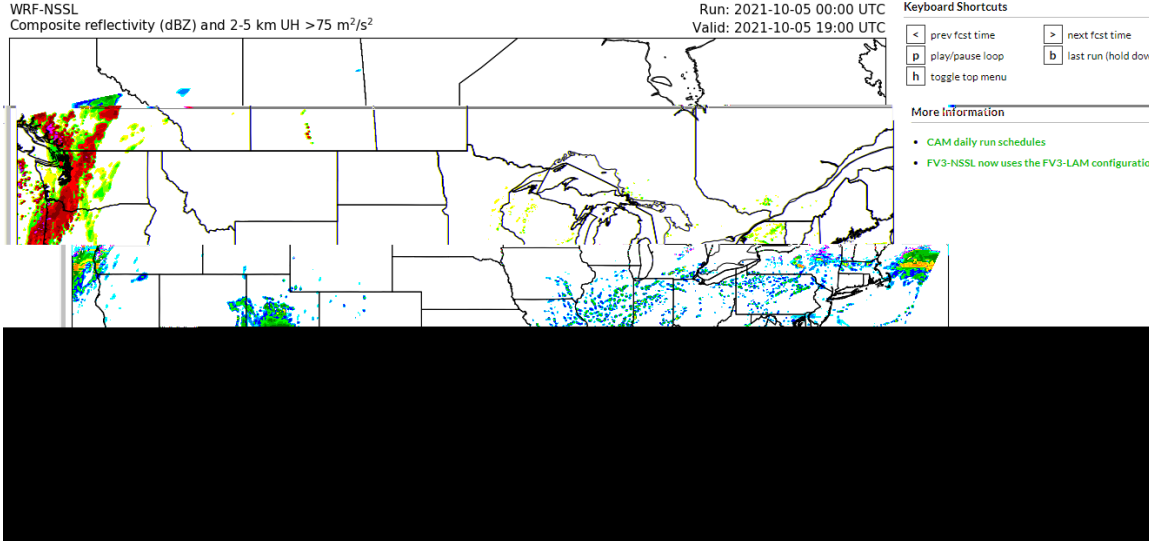 WRF-NSSL
Composite reflectivity (dBZ) and 2-5 km UH >75 m²/s²
Run: 2021-10-05 00:00 UTC
Valid: 2021-10-05 19:00 UTC
Keyboard Shortcuts
< prev fcst time
> next fcst time
p play/pause loop
b last run (hold dow
h toggle top menu
More Information
• CAM daily run schedules
• FV3-NSSL now uses the FV3-LAM configuratio